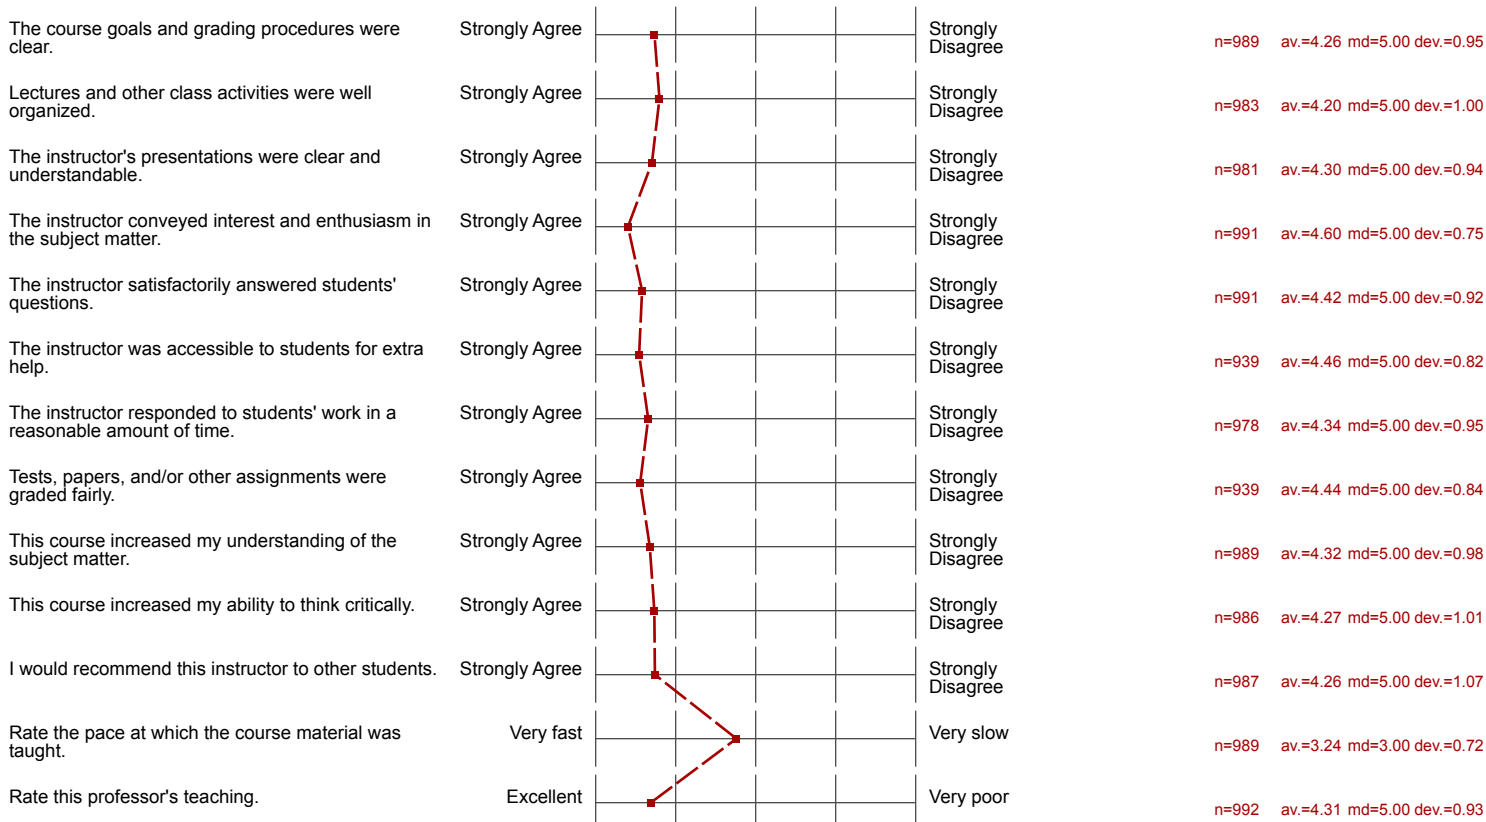 The course goals and grading procedures were
clear.
Strongly Agree
Strongly
Disagree
n=989 av.=4.26 md=5.00 dev.=0.95
Lectures and other class activities were well
organized.
Strongly Agree
Strongly
Disagree
n=983 av.=4.20 md=5.00 dev.=1.00
The instructor's presentations were clear and
understandable.
Strongly Agree
Strongly
Disagree
n=981 av.=4.30 md=5.00 dev.=0.94
The instructor conveyed interest and enthusiasm in
the subject matter.
Strongly Agree
Strongly
Disagree
n=991 av.=4.60 md=5.00 dev.=0.75
The instructor satisfactorily answered students'
questions.
Strongly Agree
Strongly
Disagree
n=991 av.=4.42 md=5.00 dev.=0.92
The instructor was accessible to students for extra
help.
Strongly Agree
Strongly
Disagree
n=939 av.=4.46 md=5.00 dev.=0.82
The instructor responded to students' work in a
reasonable amount of time.
Strongly Agree
Strongly
Disagree
n=978 av.=4.34 md=5.00 dev.=0.95
Tests, papers, and/or other assignments were
graded fairly.
Strongly Agree
Strongly
Disagree
n=939 av.=4.44 md=5.00 dev.=0.84
This course increased my understanding of the
subject matter.
Strongly Agree
Strongly
Disagree
n=989 av.=4.32 md=5.00 dev.=0.98
This course increased my ability to think critically.
Strongly Agree
Strongly
Disagree
n=986 av.=4.27 md=5.00 dev.=1.01
I would recommend this instructor to other students.
Strongly Agree
Strongly
Disagree
n=987 av.=4.26 md=5.00 dev.=1.07
Rate the pace at which the course material was
taught.
Very fast
Very slow
n=989 av.=3.24 md=3.00 dev.=0.72
Rate this professor's teaching.
Excellent
Very poor
n=992 av.=4.31 md=5.00 dev.=0.93